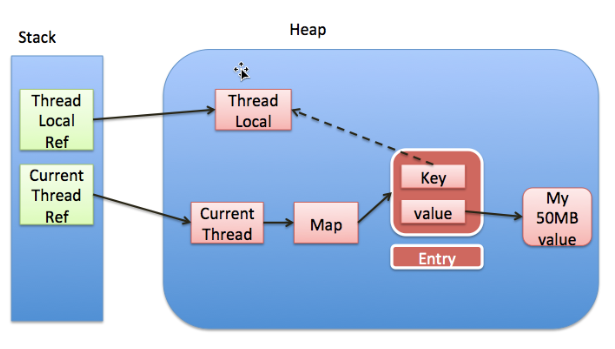 Stack
Heap
Thread
Local
Ref
Thread
Local
Current
Thread
Ref
Key
value
Current
Thread
Map
My
50MB
value
Entry